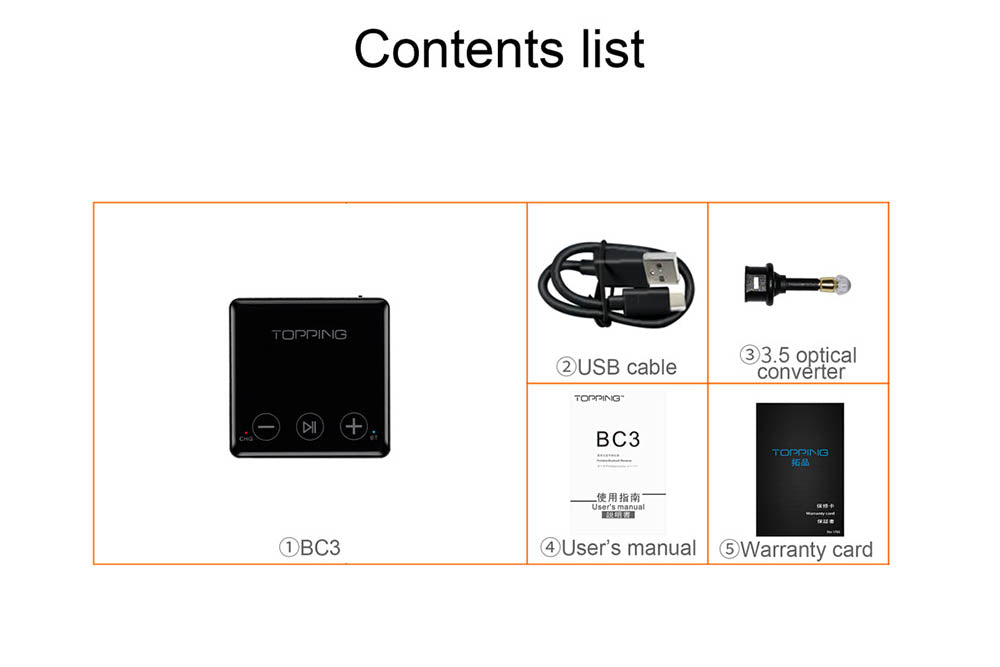 Contents list
TOPPING
CHG
BT
①BC3
②USB cable
③3.5 optical
converter
TOPPING™
BC3
使用指南
User's manual
説明書
④User’s manual
TOPPING
拓品
保修卡
Warranty card
保証書
⑤Warranty card